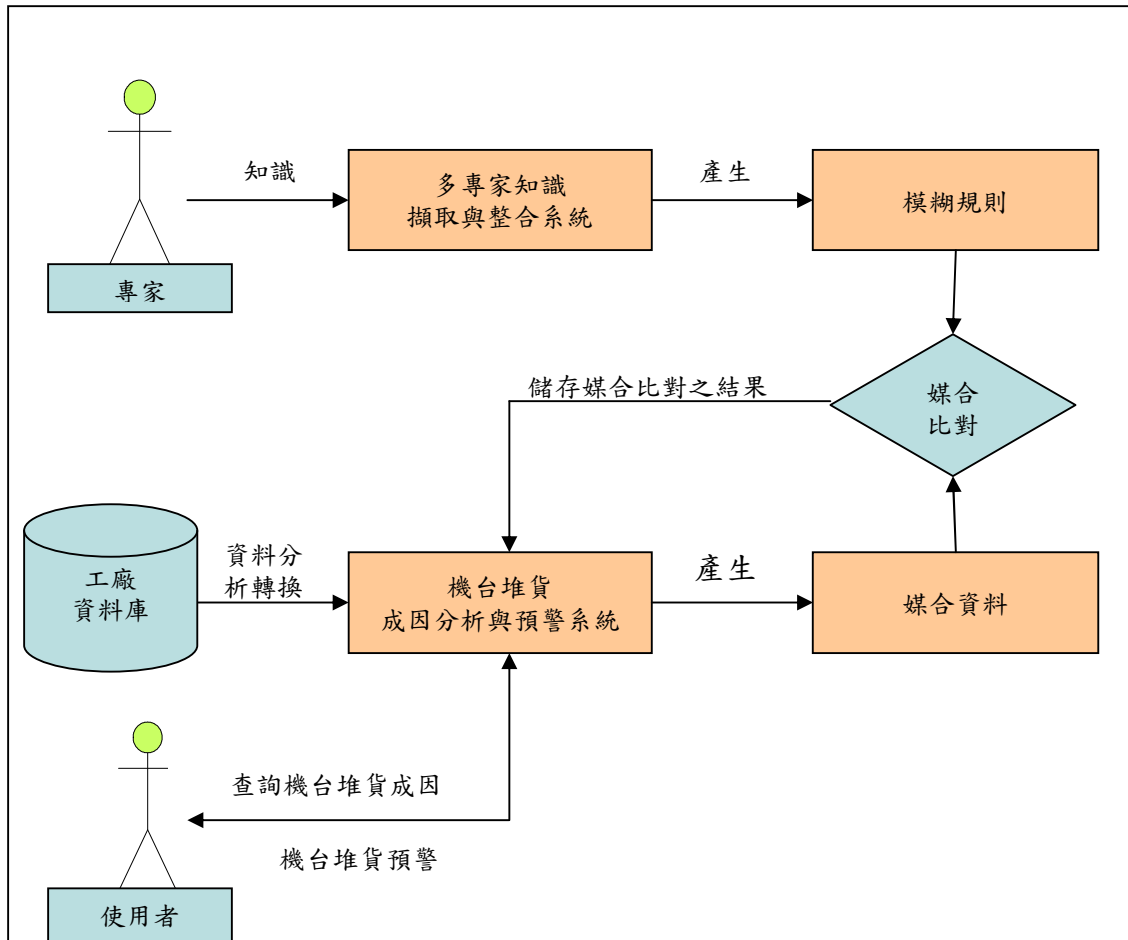 知識
多專家知識
擷取與整合系統
產生
模糊規則
專家
儲存媒合比對之結果
媒合
比對
工廠
資料庫
資料分
析轉換
機台堆貨
成因分析與預警系統
產生
媒合資料
查詢機台堆貨成因
機台堆貨預警
使用者